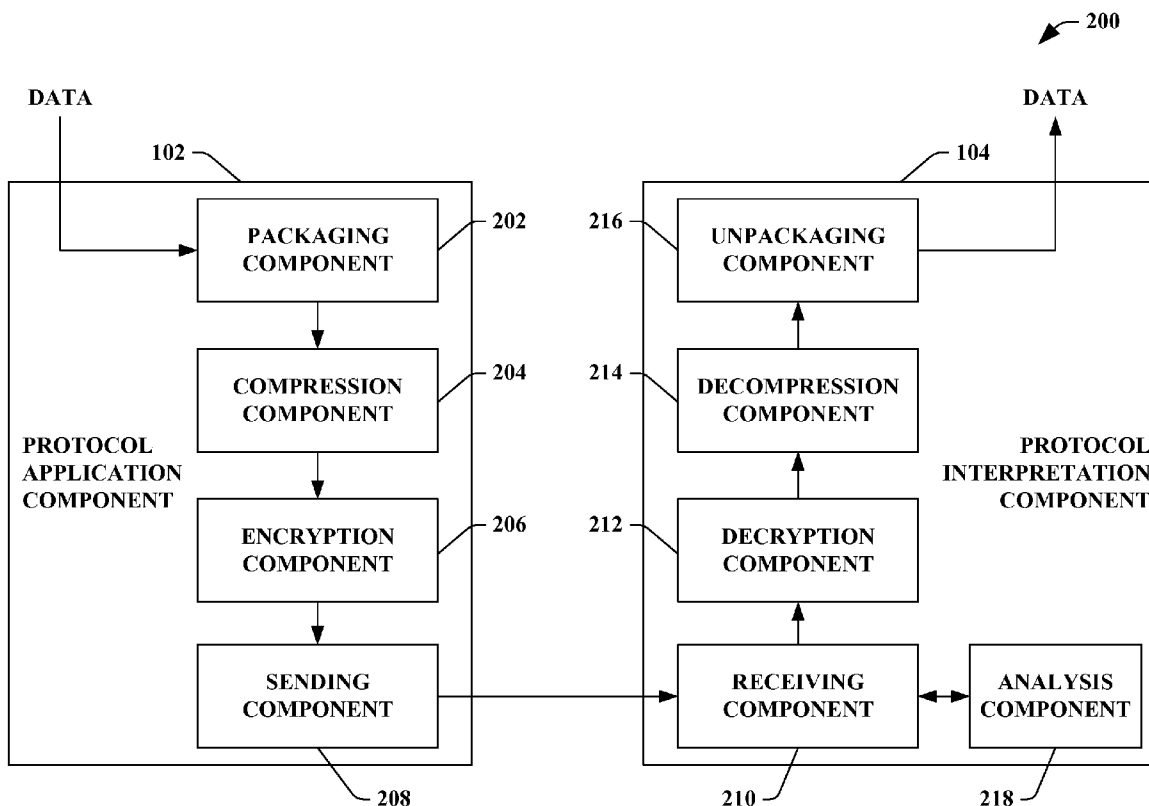 200
DATA
DATA
102
104
PACKAGING
COMPONENT
202
216
UNPACKAGING
COMPONENT
COMPRESSION
COMPONENT
204
214
DECOMPRESSION
COMPONENT
PROTOCOL
APPLICATION
COMPONENT
PROTOCOL
INTERPRETATION
COMPONENT
ENCRYPTION
COMPONENT
206
212
DECRYPTION
COMPONENT
SENDING
COMPONENT
RECEIVING
COMPONENT
ANALYSIS
COMPONENT
208
210
218